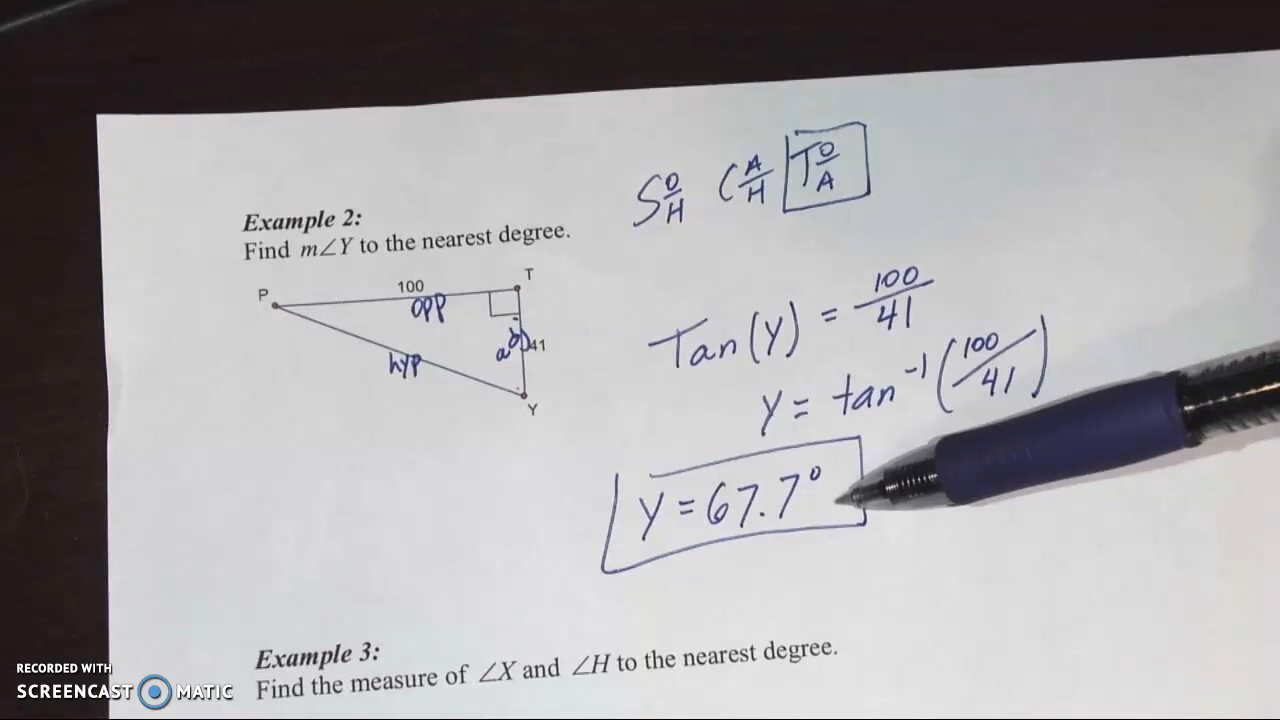 S O/H C A/H T O/A
Example 2:
Find m∠Y to the nearest degree.
P
100
T
opp
adj
41
hyp
Y
Tan(Y) = 100/41
Y = tan⁻¹(100/41)
Y = 67.7°
Example 3:
Find the measure of ∠X and ∠H to the nearest degree.
RECORDED WITH
SCREENCAST MATIC